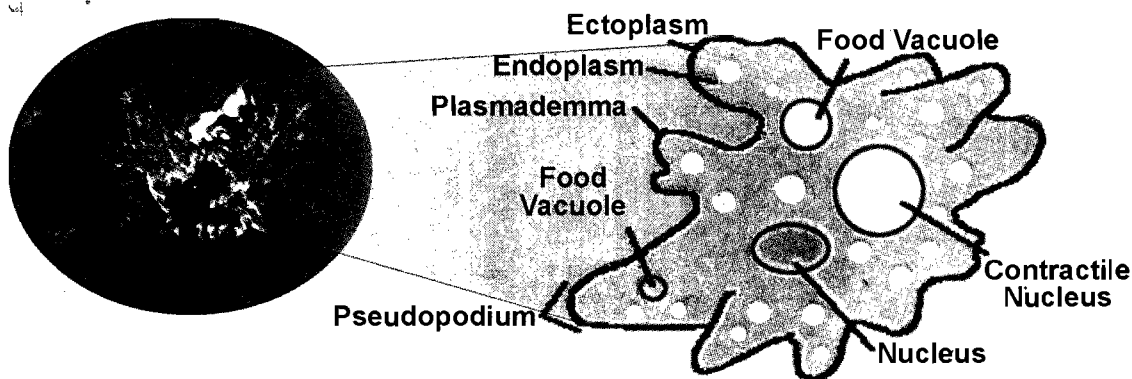 Ectoplasm
Food Vacuole
Endoplasm
Plasmademma
Food
Vacuole
Contractile
Nucleus
Pseudopodium
Nucleus